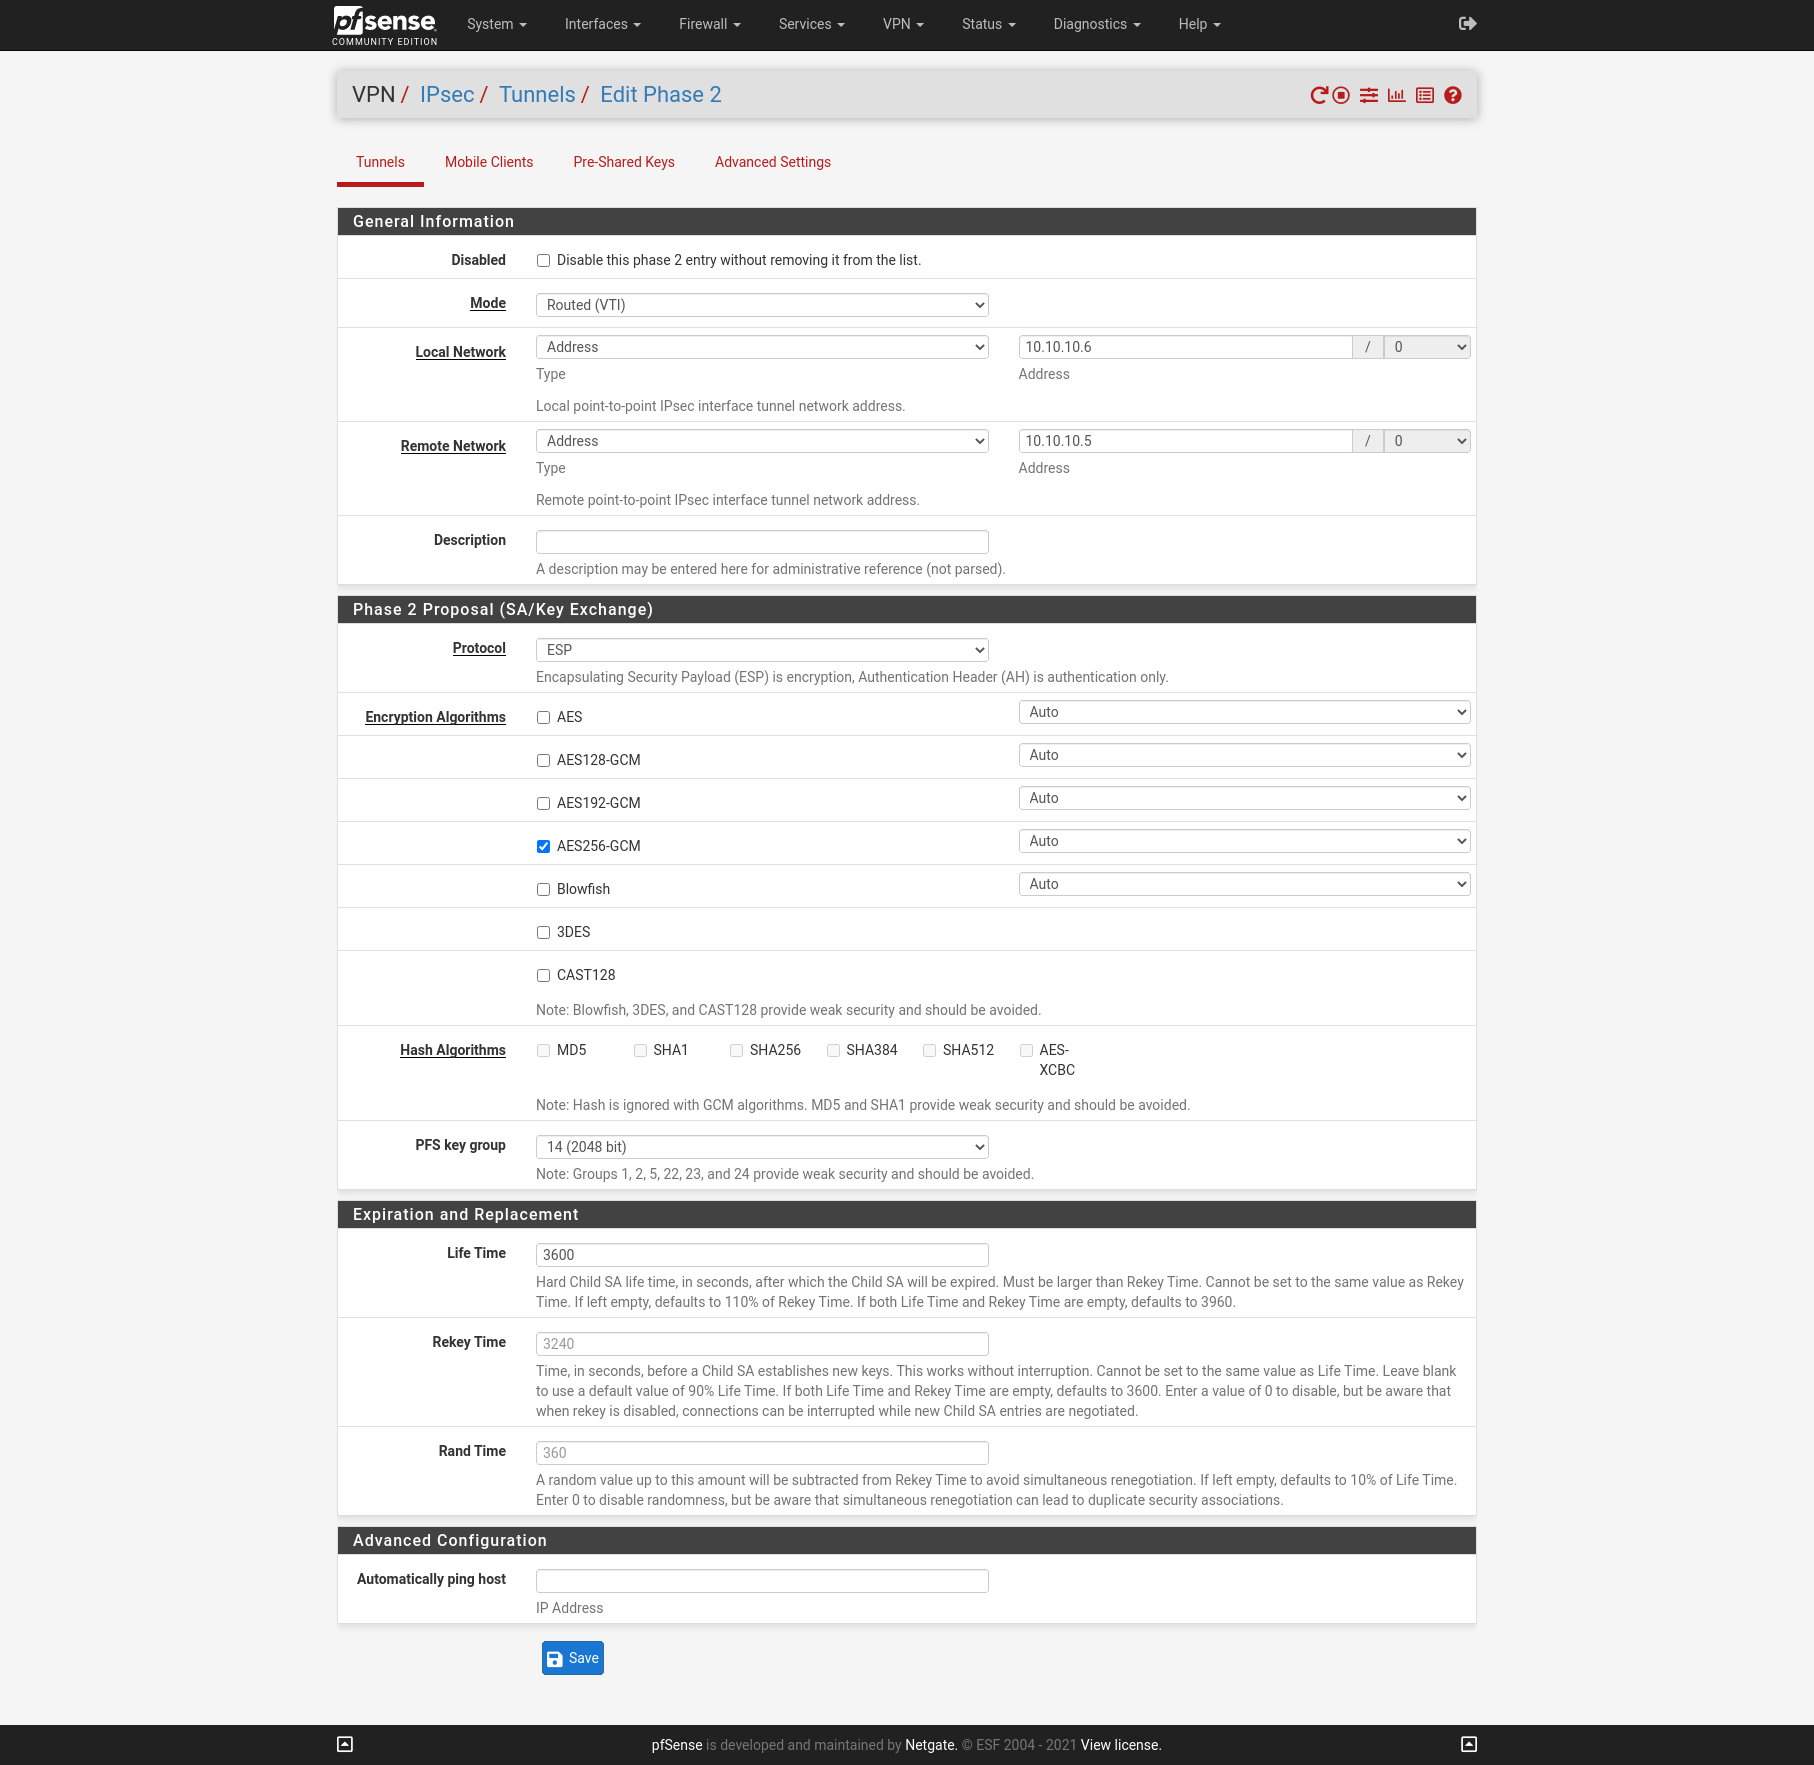 pfsense
COMMUNITY EDITION
System
Interfaces
Firewall
Services
VPN
Status
Diagnostics
Help
VPN / IPsec / Tunnels / Edit Phase 2
Tunnels
Mobile Clients
Pre-Shared Keys
Advanced Settings
General Information
Disabled
Disable this phase 2 entry without removing it from the list.
Mode
Routed (VTI)
Local Network
Address
10.10.10.6 / 0
Type
Address
Local point-to-point IPsec interface tunnel network address.
Remote Network
Address
10.10.10.5 / 0
Type
Address
Remote point-to-point IPsec interface tunnel network address.
Description
A description may be entered here for administrative reference (not parsed).
Phase 2 Proposal (SA/Key Exchange)
Protocol
ESP
Encapsulating Security Payload (ESP) is encryption, Authentication Header (AH) is authentication only.
Encryption Algorithms
AES
Auto
AES128-GCM
Auto
AES192-GCM
Auto
AES256-GCM
Auto
Blowfish
Auto
3DES
CAST128
Note: Blowfish, 3DES, and CAST128 provide weak security and should be avoided.
Hash Algorithms
MD5
SHA1
SHA256
SHA384
SHA512
AES-
XCBC
Note: Hash is ignored with GCM algorithms. MD5 and SHA1 provide weak security and should be avoided.
PFS key group
14 (2048 bit)
Note: Groups 1, 2, 5, 22, 23, and 24 provide weak security and should be avoided.
Expiration and Replacement
Life Time
3600
Hard Child SA life time, in seconds, after which the Child SA will be expired. Must be larger than Rekey Time. Cannot be set to the same value as Rekey
Time. If left empty, defaults to 110% of Rekey Time. If both Life Time and Rekey Time are empty, defaults to 3960.
Rekey Time
3240
Time, in seconds, before a Child SA establishes new keys. This works without interruption. Cannot be set to the same value as Life Time. Leave blank
to use a default value of 90% Life Time. If both Life Time and Rekey Time are empty, defaults to 3600. Enter a value of 0 to disable, but be aware that
when rekey is disabled, connections can be interrupted while new Child SA entries are negotiated.
Rand Time
360
A random value up to this amount will be subtracted from Rekey Time to avoid simultaneous renegotiation. If left empty, defaults to 10% of Life Time.
Enter 0 to disable randomness, but be aware that simultaneous renegotiation can lead to duplicate security associations.
Advanced Configuration
Automatically ping host
IP Address
Save
pfSense is developed and maintained by Netgate. © ESF 2004 - 2021 View license.